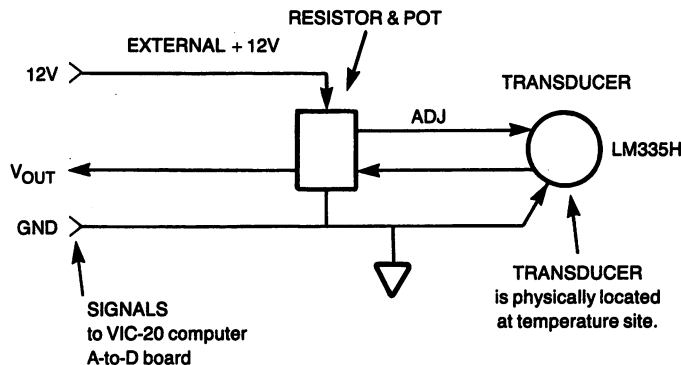 RESISTOR & POT
EXTERNAL + 12V
12V
TRANSDUCER
ADJ
LM335H
VOUT
GND
TRANSDUCER
is physically located
at temperature site.
SIGNALS
to VIC-20 computer
A-to-D board